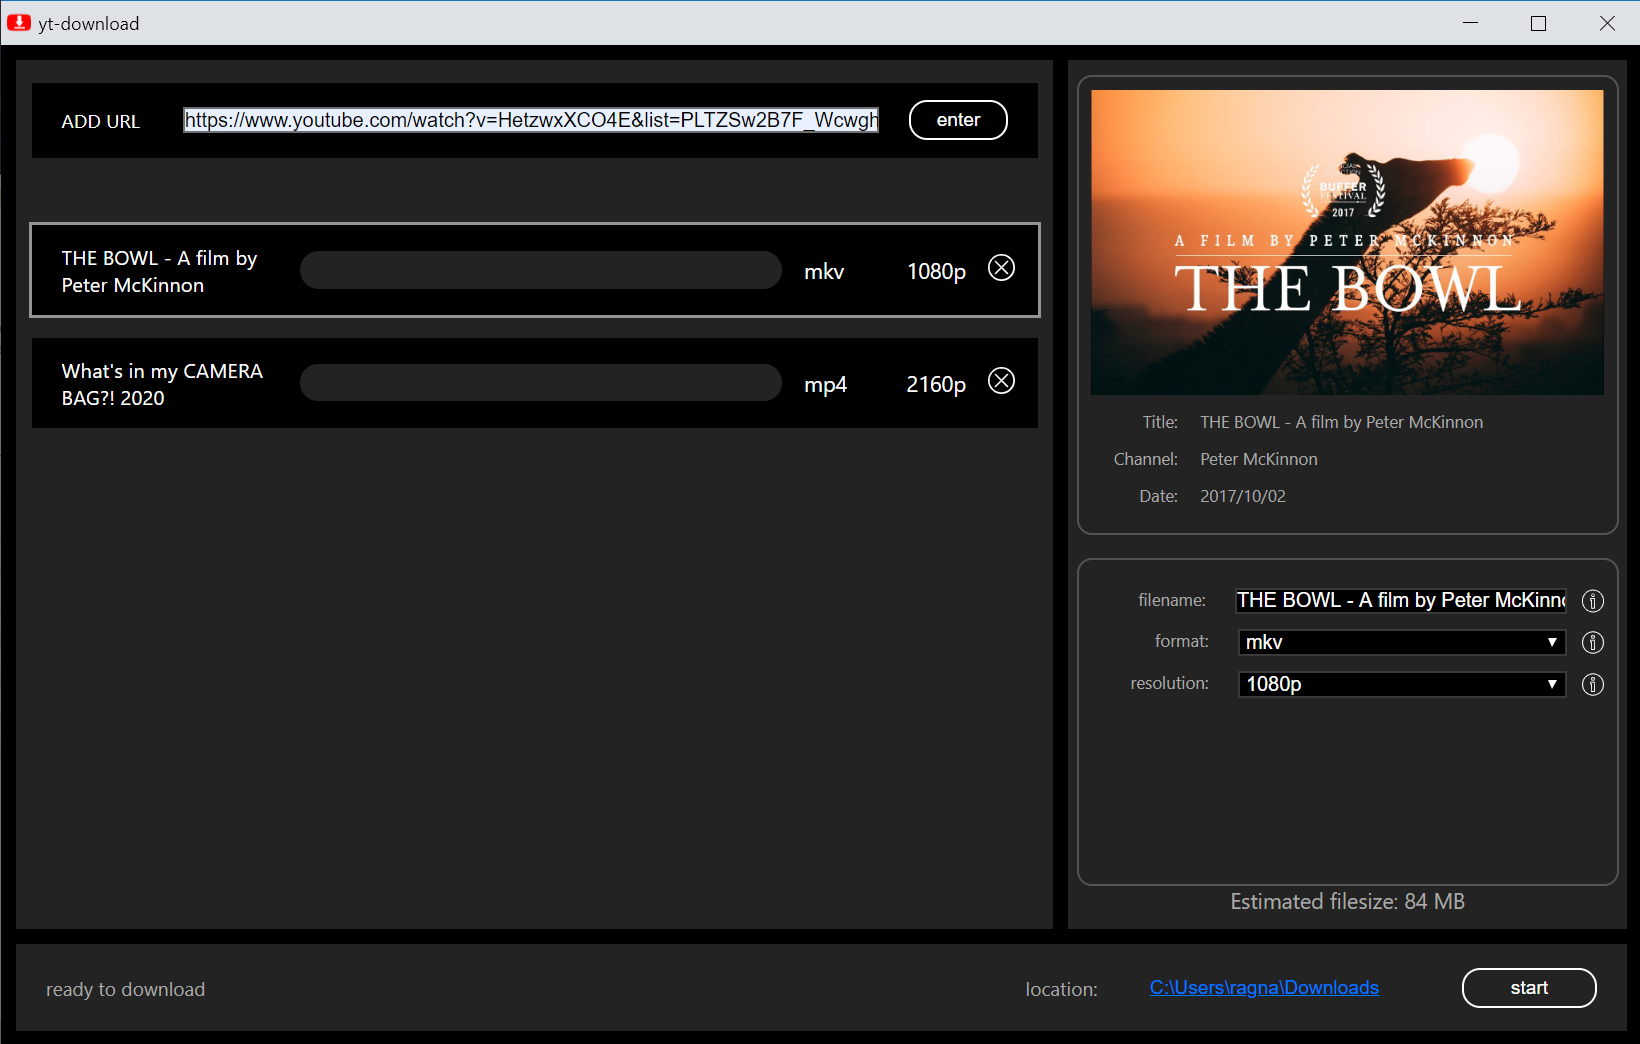 yt-download
ADD URL
https://www.youtube.com/watch?v=HetzwxXCO4E&list=PLTZSw2B7F_Wcwgh
enter
THE BOWL - A film by
Peter McKinnon
mkv
1080p
What's in my CAMERA
BAG?! 2020
mp4
2160p
BUFFER
FESTIVAL
2017
A FILM BY PETER MCKINNON
THE BOWL
Title: THE BOWL - A film by Peter McKinnon
Channel: Peter McKinnon
Date: 2017/10/02
filename: THE BOWL - A film by Peter McKinn
format: mkv
resolution: 1080p
Estimated filesize: 84 MB
ready to download
location: C:\Users\ragna\Downloads
start